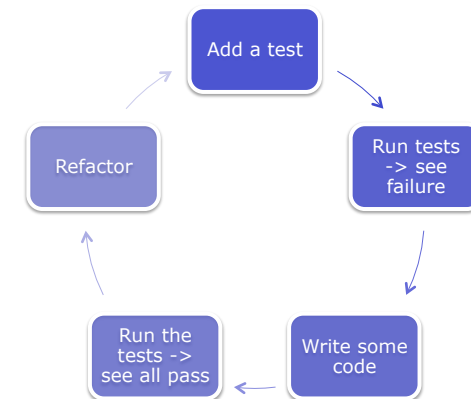 Add a test
Run tests
-> see
failure
Write some
code
Run the
tests ->
see all pass
Refactor